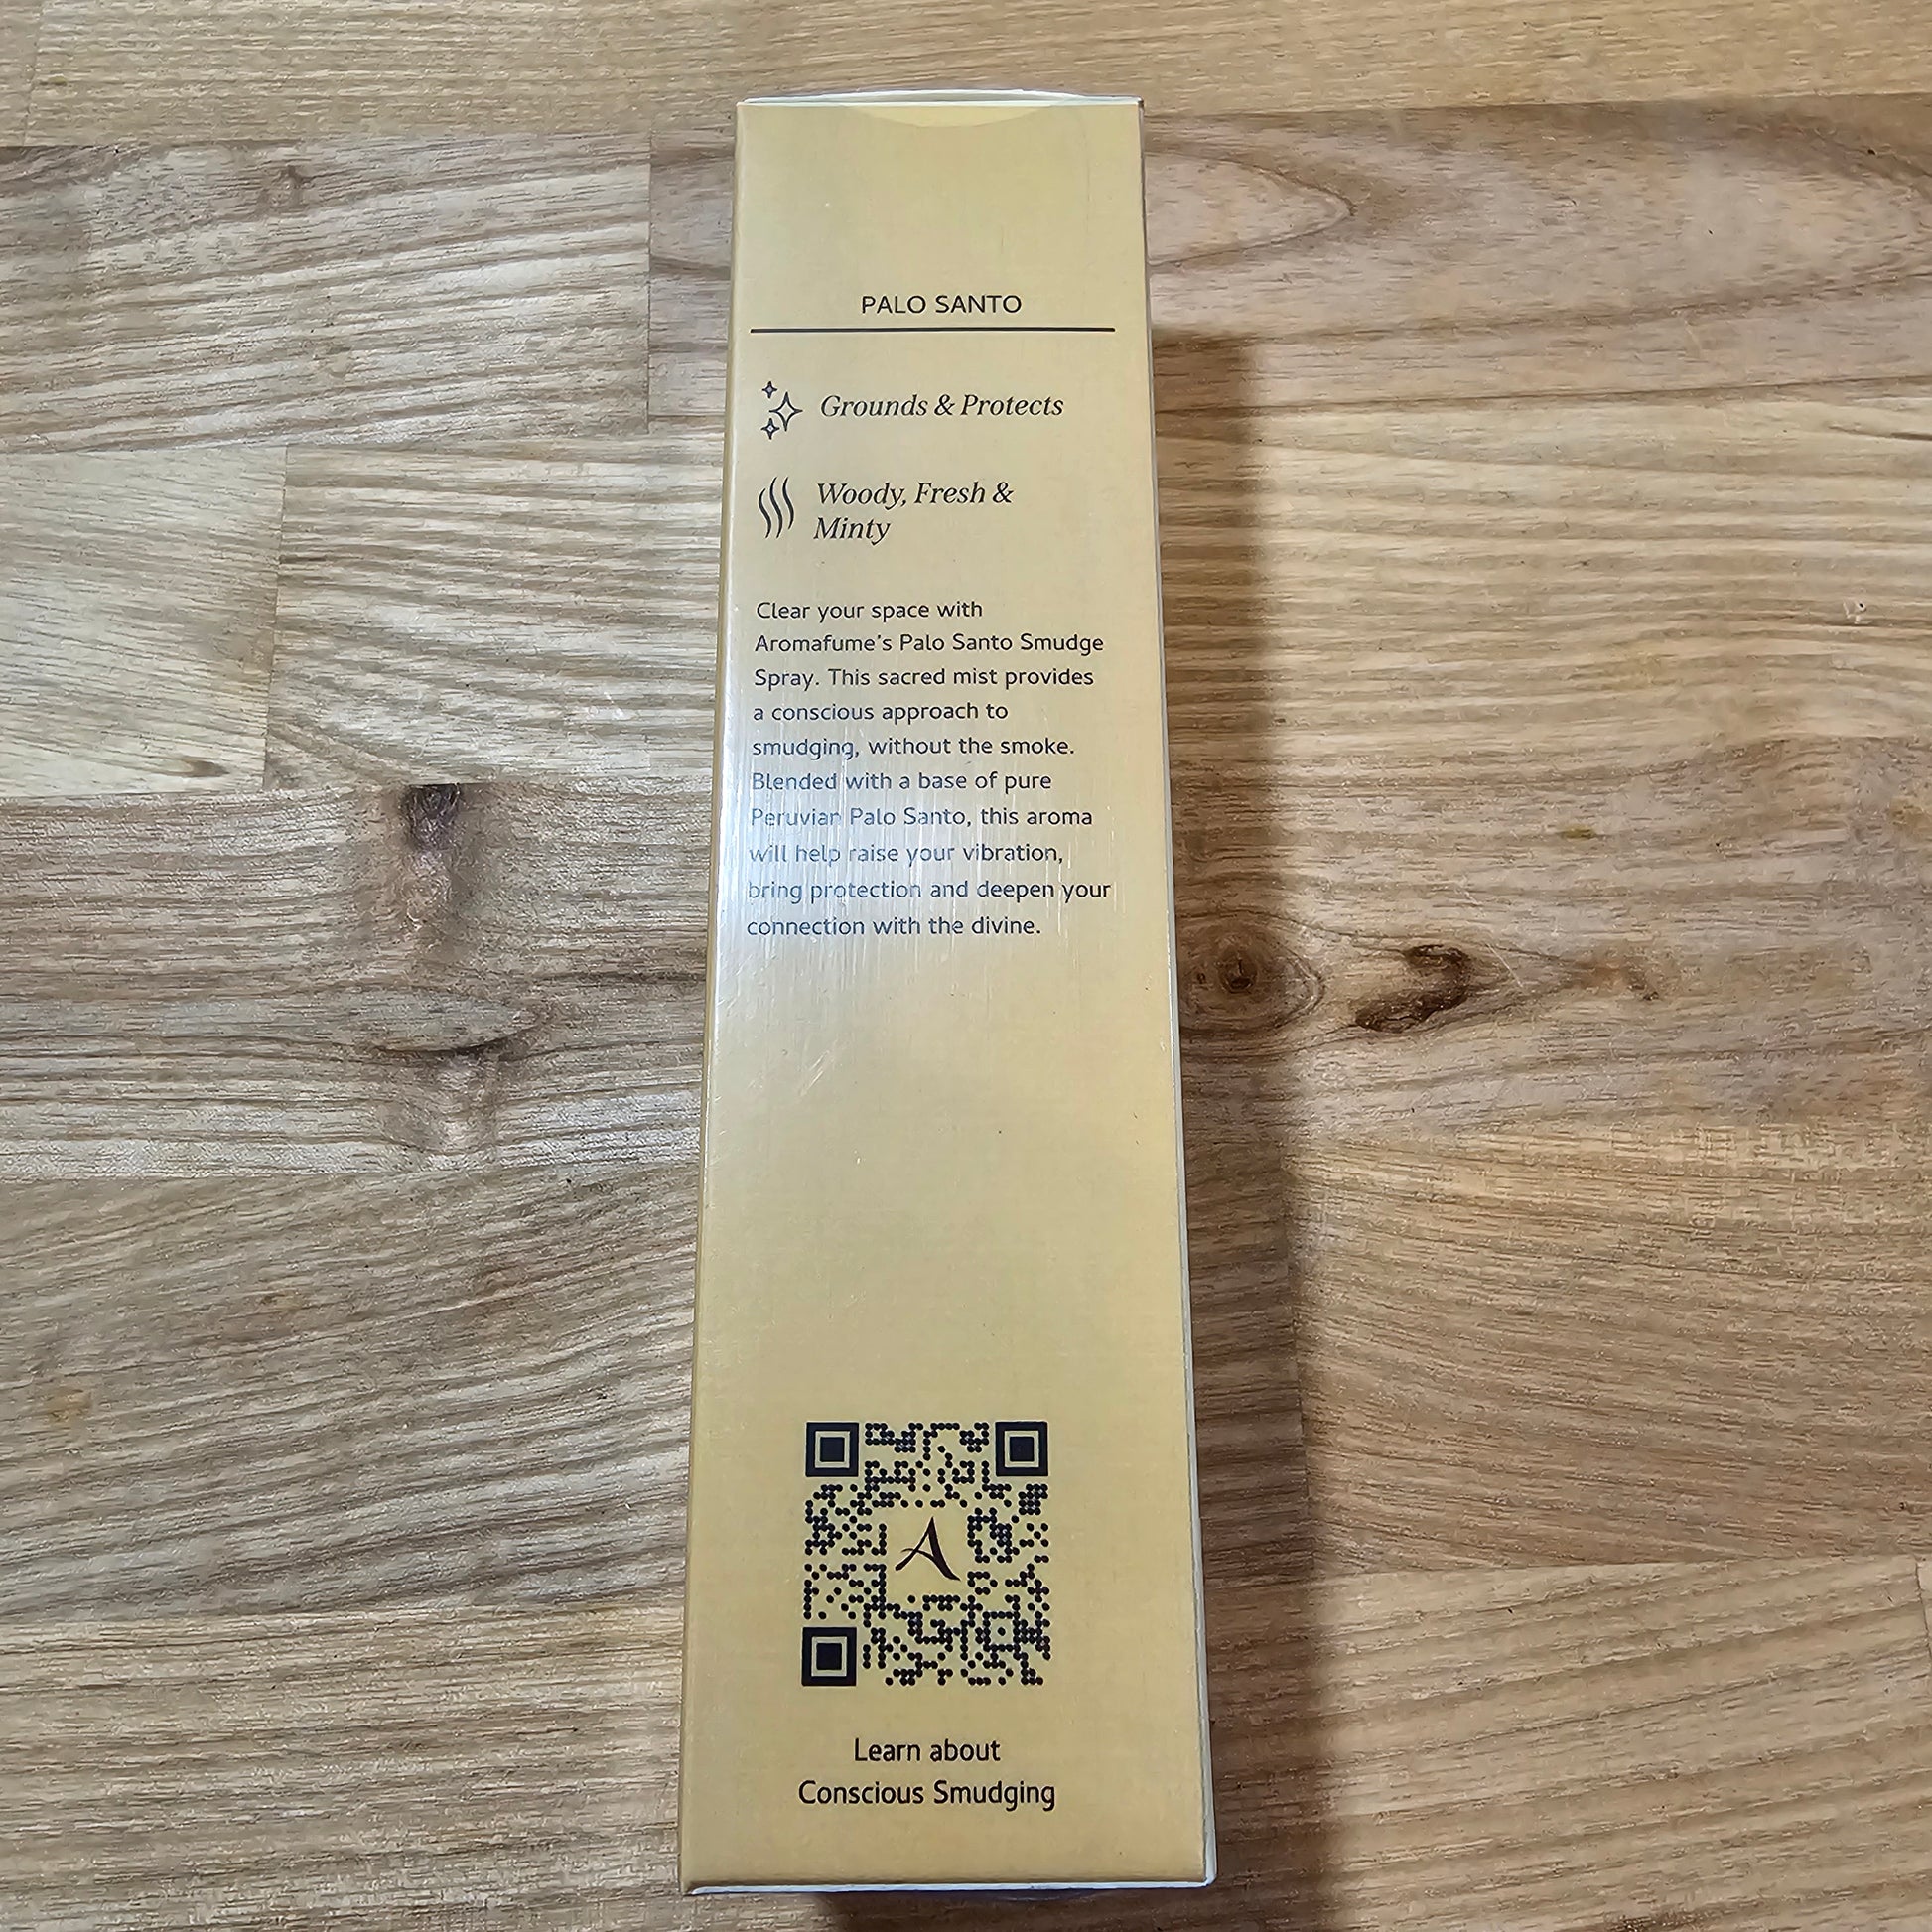 PALO SANTO
Grounds & Protects
Woody, Fresh &
Minty
Clear your space with
Aromafume's Palo Santo Smudge
Spray. This sacred mist provides
a conscious approach to
smudging, without the smoke.
Blended with a base of pure
Peruvian Palo Santo, this aroma
will help raise your vibration,
bring protection and deepen your
connection with the divine.
A
Learn about
Conscious Smudging